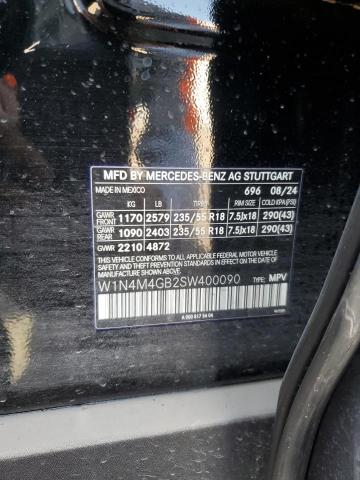 MFD BY MERCEDES-BENZ AG STUTTGART
MADE IN MEXICO 696 08/24
KG LB TIRE RIM COLD KPA (PSI)
GAWR FRONT 1170 2579 235/55 R18 7.5Jx18 290(43)
GAWR REAR 1090 2403 235/55 R18 7.5Jx18 290(43)
GVWR 2210 4872
THIS VEHICLE CONFORMS TO ALL APPLICABLE FEDERAL
MOTOR VEHICLE SAFETY, BUMPER, AND THEFT PREVENTION
STANDARDS IN EFFECT ON THE DATE OF
MANUFACTURE SHOWN ABOVE.
W1N4M4GB2SW400090 TYPE: MPV